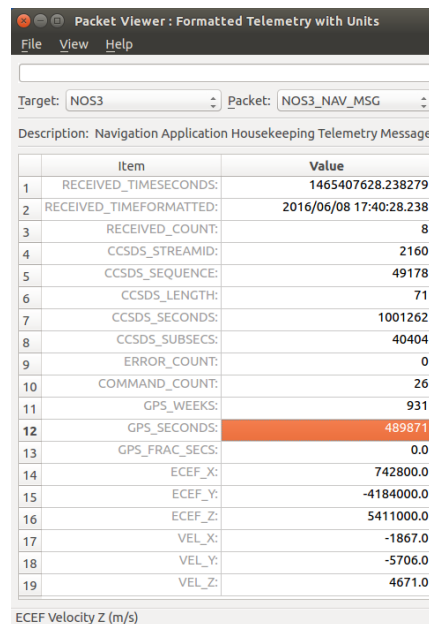 Packet Viewer : Formatted Telemetry with Units
File View Help
Target: NOS3 Packet: NOS3_NAV_MSG
Description: Navigation Application Housekeeping Telemetry Message
Item Value
1 RECEIVED_TIMESECONDS: 1465407628.238279
2 RECEIVED_TIMEFORMATTED: 2016/06/08 17:40:28.238
3 RECEIVED_COUNT: 8
4 CCSDS_STREAMID: 2160
5 CCSDS_SEQUENCE: 49178
6 CCSDS_LENGTH: 71
7 CCSDS_SECONDS: 1001262
8 CCSDS_SUBSECS: 40404
9 ERROR_COUNT: 0
10 COMMAND_COUNT: 26
11 GPS_WEEKS: 931
12 GPS_SECONDS: 489871
13 GPS_FRAC_SECS: 0.0
14 ECEF_X: 742800.0
15 ECEF_Y: -4184000.0
16 ECEF_Z: 5411000.0
17 VEL_X: -1867.0
18 VEL_Y: -5706.0
19 VEL_Z: 4671.0
ECEF Velocity Z (m/s)